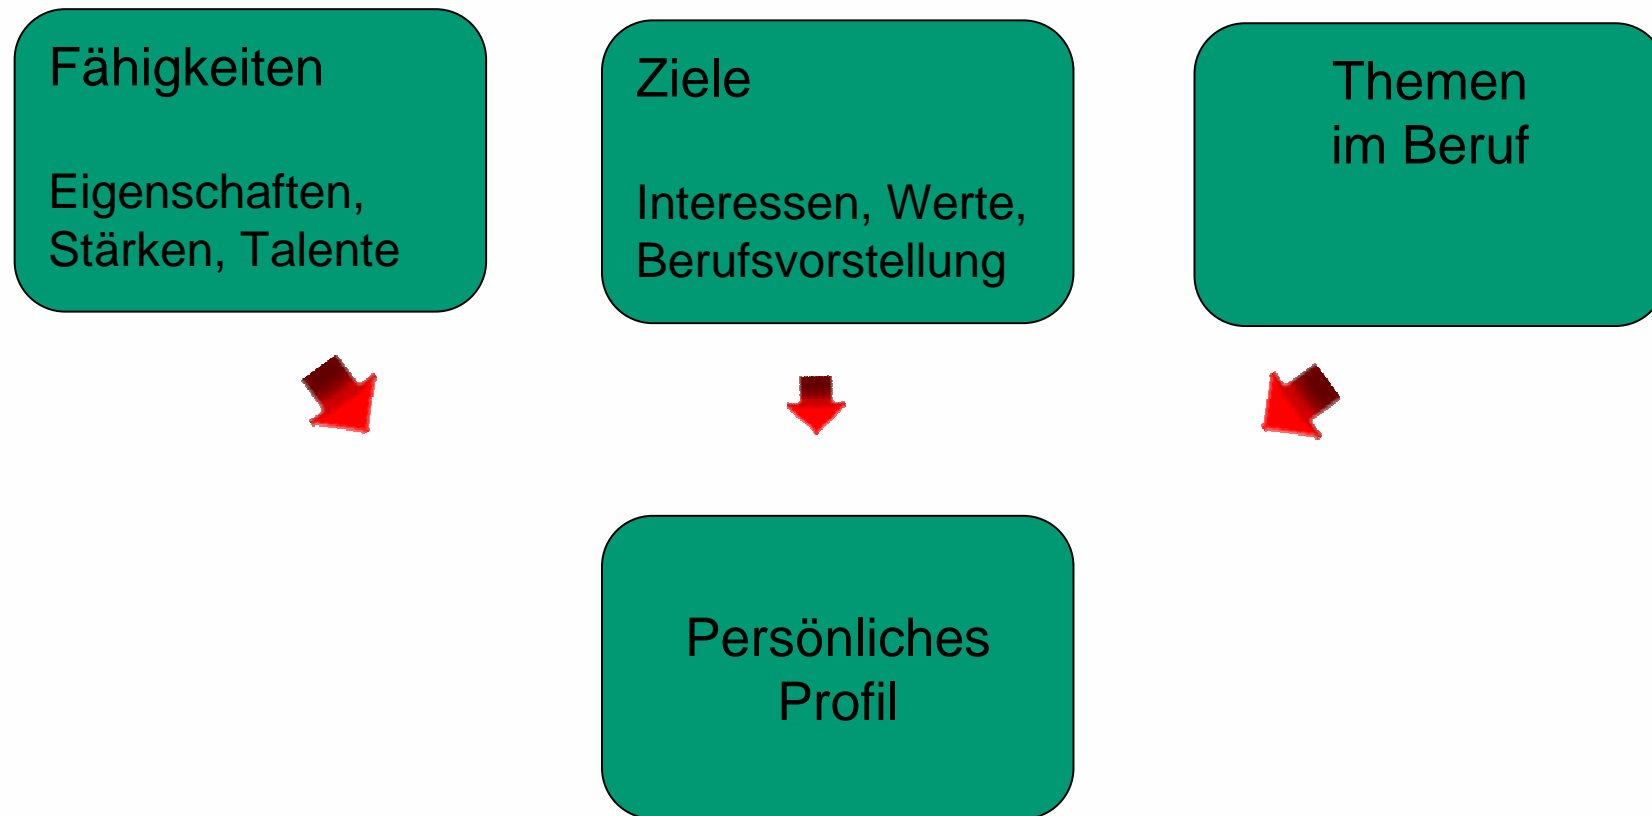 Fähigkeiten
Eigenschaften,
Stärken, Talente
Ziele
Interessen, Werte,
Berufsvorstellung
Themen
im Beruf
Persönliches
Profil